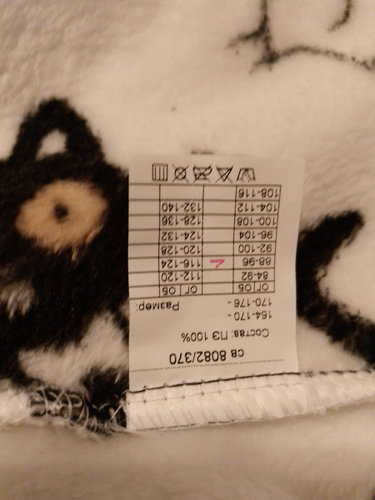 СВ 8082/370
Состав: ПЭ 100%
164-170 -
170-176 - Размер:
ОГ ОБ ОГ ОБ
84-92 112-120
88-96 116-124
92-100 120-128
96-104 124-132
100-108 128-136
104-112 132-140
108-116